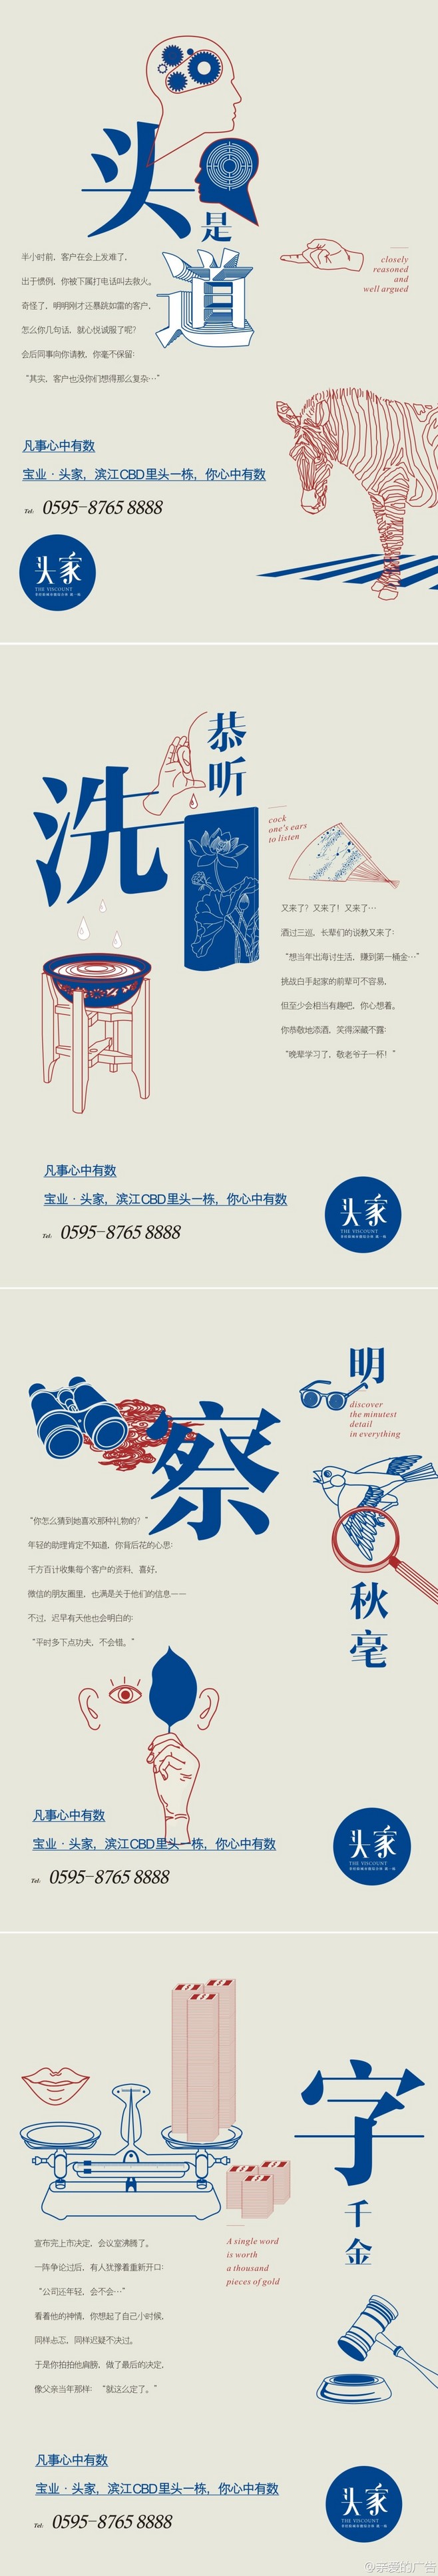 头
是
道
半小时前，客户在会上发难了，
出于惯例，你被下属打电话叫去救火。
奇怪了，明明刚才还暴跳如雷的客户，
怎么你几句话，就心悦诚服了呢？
会后同事向你请教，你毫不保留：
“其实，客户也没你们想得那么复杂…”
closely
reasoned
and
well argued
凡事心中有数
宝业·头家，滨江CBD里头一栋，你心中有数
Tel: 0595-8765 8888
头家
THE VISCOUNT
洗
恭
听
cock
one's ears
to listen
又来了？又来了！又来了…
酒过三巡，长辈们的说教又来了：
“想当年出海讨生活，赚到第一桶金…”
挑战白手起家的前辈可不容易，
但至少会相当有趣吧，你心想着。
你恭敬地添酒，笑得深藏不露：
“晚辈学习了，敬老爷子一杯！”
凡事心中有数
宝业·头家，滨江CBD里头一栋，你心中有数
Tel: 0595-8765 8888
头家
THE VISCOUNT
明
察
秋
毫
discover
the minutest
detail
in everything
“你怎么猜到她喜欢那种礼物的？”
年轻的助理肯定不知道，你背后花的心思：
千方百计收集每个客户的资料，喜好，
微信的朋友圈里，也满是关于他们的信息——
不过，迟早有天他也会明白的：
“平时多下点功夫，不会错。”
凡事心中有数
宝业·头家，滨江CBD里头一栋，你心中有数
Tel: 0595-8765 8888
头家
THE VISCOUNT
字
千
金
A single word
is worth
a thousand
pieces of gold
宣布完上市决定，会议室沸腾了。
一阵争论过后，有人犹豫着重新开口：
“公司还年轻，会不会…”
看着他的神情，你想起了自己小时候，
同样忐忑，同样迟疑不决过。
于是你拍拍他肩膀，做了最后的决定，
像父亲当年那样：“就这么定了。”
凡事心中有数
宝业·头家，滨江CBD里头一栋，你心中有数
Tel: 0595-8765 8888
头家
THE VISCOUNT
@亲爱的广告